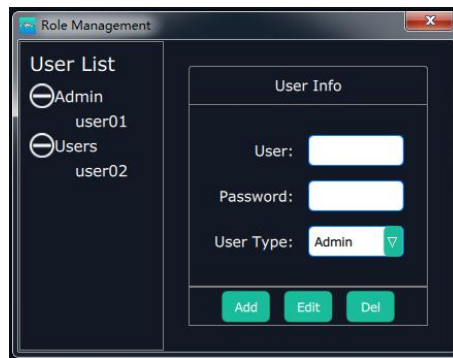 Role Management
User List
Admin
user01
Users
user02
User Info
User:
Password:
User Type: Admin
Add Edit Del